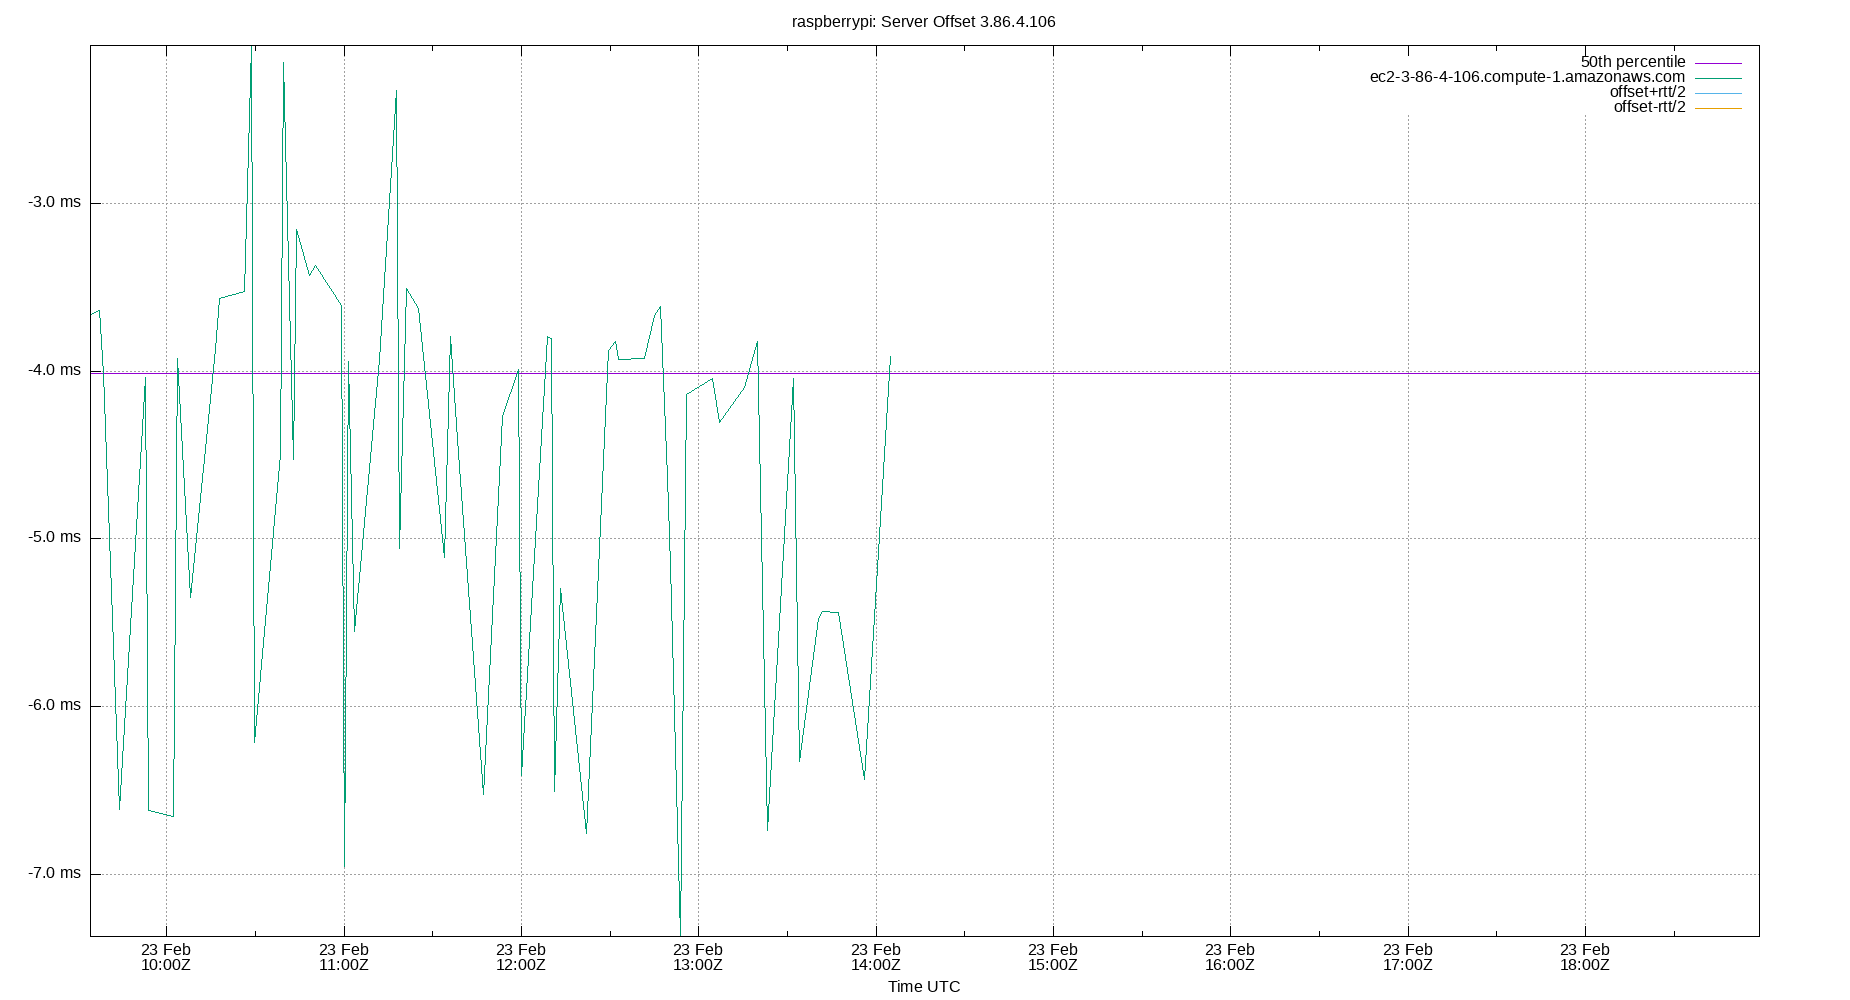 raspberrypi: Server Offset 3.86.4.106
50th percentile
ec2-3-86-4-106.compute-1.amazonaws.com
offset+rtt/2
offset-rtt/2
-3.0 ms
-4.0 ms
-5.0 ms
-6.0 ms
-7.0 ms
23 Feb 23 Feb 23 Feb 23 Feb 23 Feb 23 Feb 23 Feb 23 Feb 23 Feb
10:00Z 11:00Z 12:00Z 13:00Z 14:00Z 15:00Z 16:00Z 17:00Z 18:00Z
Time UTC